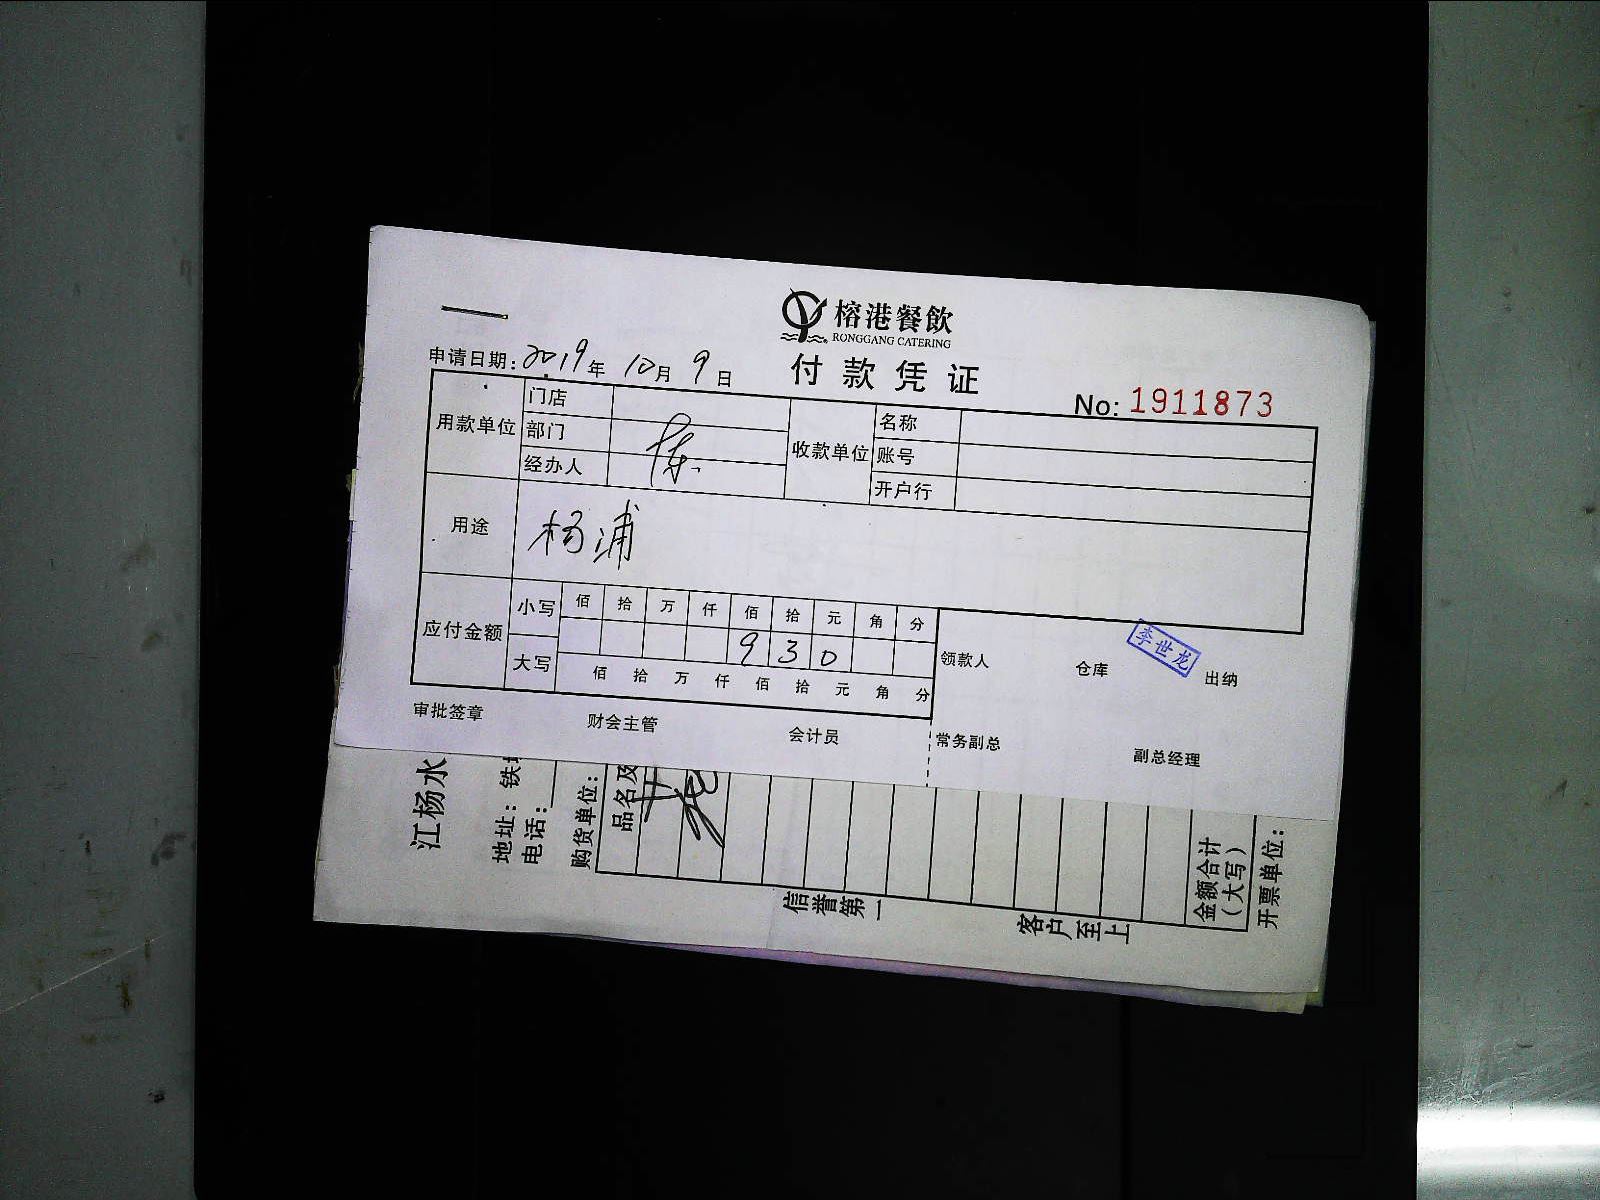 榕港餐飲
RONGGANG CATERING
付款凭证
申请日期：2019年 10月 9日
No: 1911873
用款单位 门店 收款单位 名称
部门 账号
经办人 陈 开户行
用途 杨浦
应付金额 小写 佰 拾 万 仟 佰 拾 元 角 分
9 3 0
大写 佰 拾 万 仟 佰 拾 元 角 分
领款人 仓库 李世龙 出纳
审批签章 财会主管 会计员 常务副总 副总经理
江杨水
地址：铁
电话：
购货单位：
品名及
信誉第一 客户至上
金额合计
（大写）
开票单位：